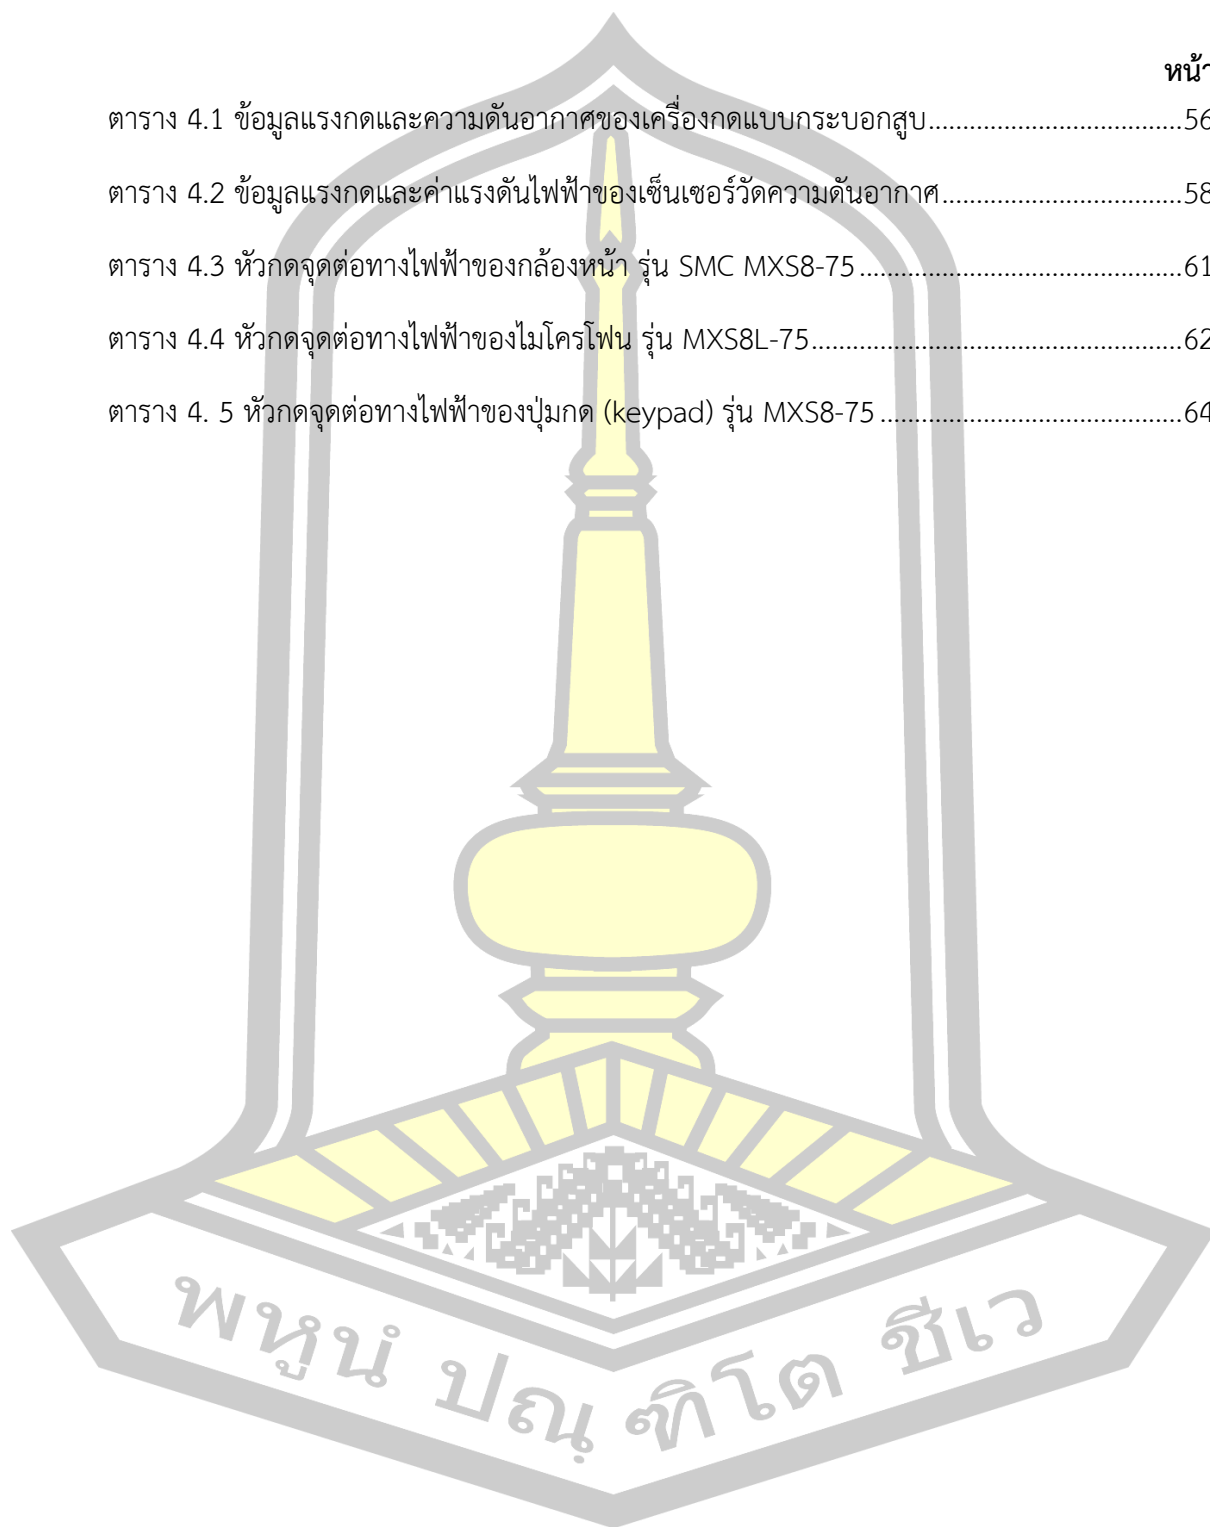 หน้า
ตาราง 4.1 ข้อมูลแรงกดและความดันอากาศของเครื่องกดแบบกระบอกสูบ..............................56
ตาราง 4.2 ข้อมูลแรงกดและค่าแรงดันไฟฟ้าของเซ็นเซอร์วัดความดันอากาศ............................58
ตาราง 4.3 หัวกดจุดต่อทางไฟฟ้าของกล้องหน้า รุ่น SMC MXS8-75......................................61
ตาราง 4.4 หัวกดจุดต่อทางไฟฟ้าของไมโครโฟน รุ่น MXS8L-75............................................62
ตาราง 4. 5 หัวกดจุดต่อทางไฟฟ้าของปุ่มกด (keypad) รุ่น MXS8-75....................................64
พหูนํ ปณฺฑิโต ชีเว